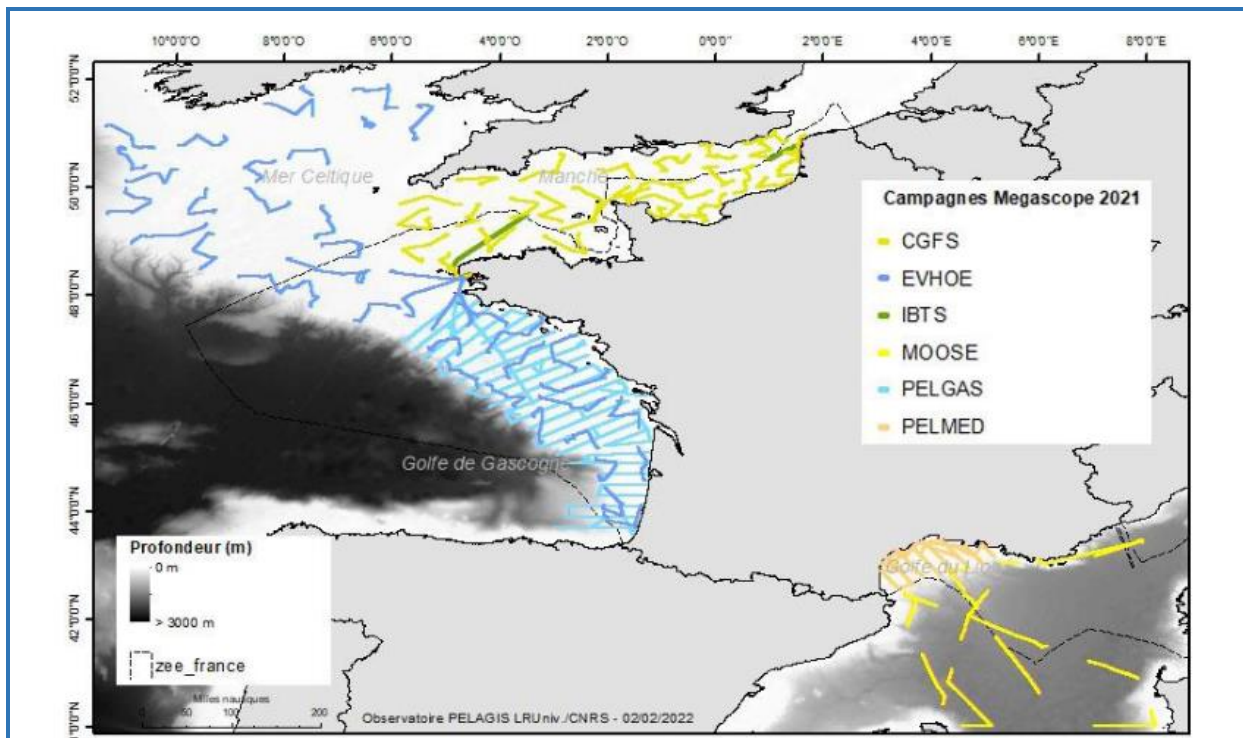 10°0'0"O 8°0'0"O 6°0'0"O 4°0'0"O 2°0'0"O 0°0'0"E 2°0'0"E 4°0'0"E 6°0'0"E 8°0'0"E
52°0'0"N
Mer Celtique
Manche
Campagnes Megascope 2021
CGFS
EVHOE
IBTS
MOOSE
PELGAS
PELMED
48°0'0"N
46°0'0"N
Golfe de Gascogne
44°0'0"N
Profondeur (m)
0 m
> 3000 m
Golfe du Lion
42°0'0"N
zee_france
Milles nautiques
0 50 100 200
Observatoire PELAGIS LRUniv./CNRS - 02/02/2022